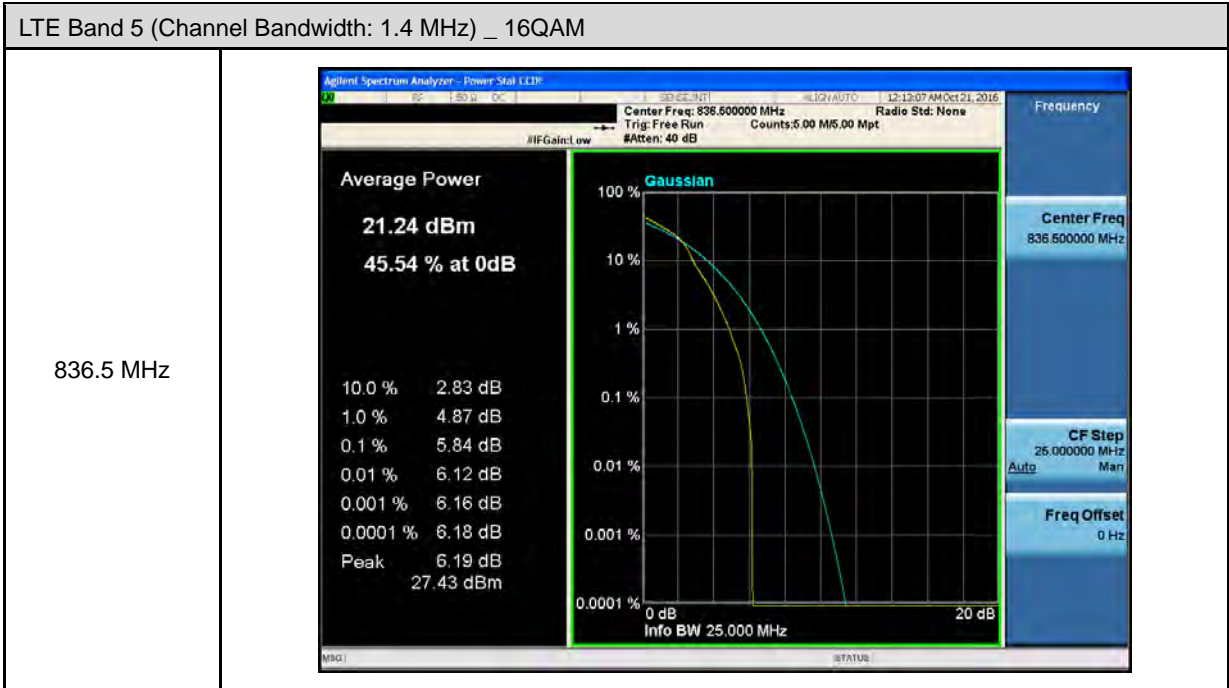 LTE Band 5 (Channel Bandwidth: 1.4 MHz) _ 16QAM
836.5 MHz
Agilent Spectrum Analyzer - Power Stat CCDF
RF 50 Ω DC SENSE:INT ALIGN AUTO 12:13:07 AM Oct 21, 2016
Center Freq: 836.500000 MHz Radio Std: None
Trig: Free Run Counts:5.00 M/5.00 Mpt
#IFGain:Low #Atten: 40 dB
Frequency
Average Power
21.24 dBm
45.54 % at 0dB
10.0 % 2.83 dB
1.0 % 4.87 dB
0.1 % 5.84 dB
0.01 % 6.12 dB
0.001 % 6.16 dB
0.0001 % 6.18 dB
Peak 6.19 dB
27.43 dBm
Gaussian
100 %
10 %
1 %
0.1 %
0.01 %
0.001 %
0.0001 %
0 dB 20 dB
Info BW 25.000 MHz
Center Freq
836.500000 MHz
CF Step
25.000000 MHz
Auto Man
Freq Offset
0 Hz
MSG STATUS